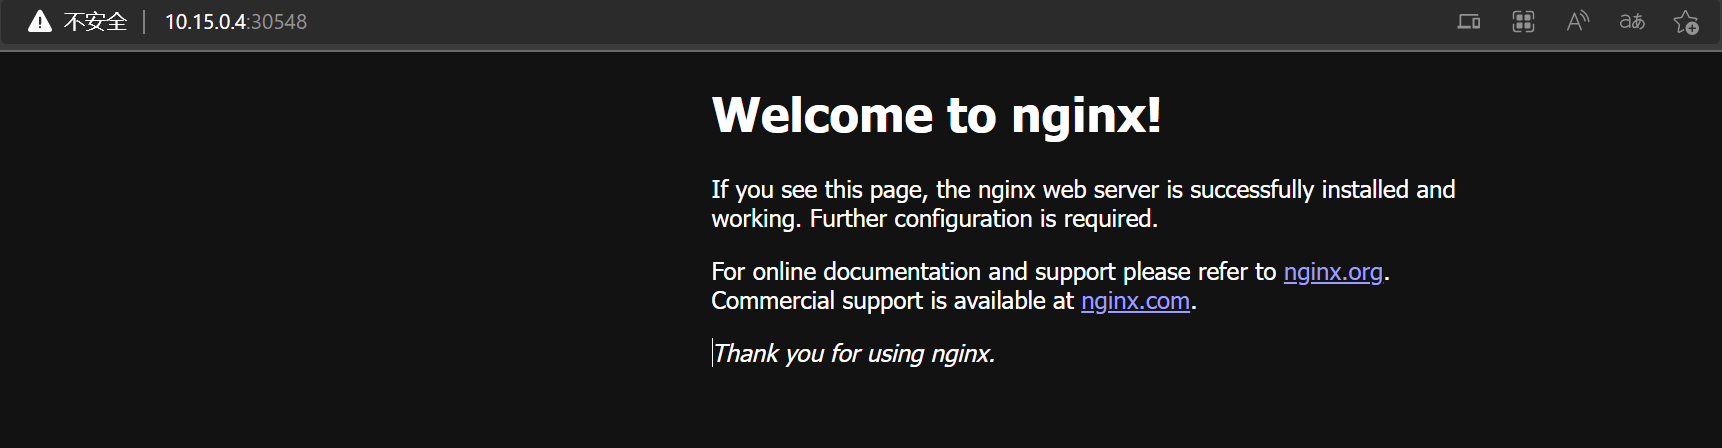 不安全 | 10.15.0.4:30548
Welcome to nginx!
If you see this page, the nginx web server is successfully installed and
working. Further configuration is required.
For online documentation and support please refer to nginx.org.
Commercial support is available at nginx.com.
Thank you for using nginx.